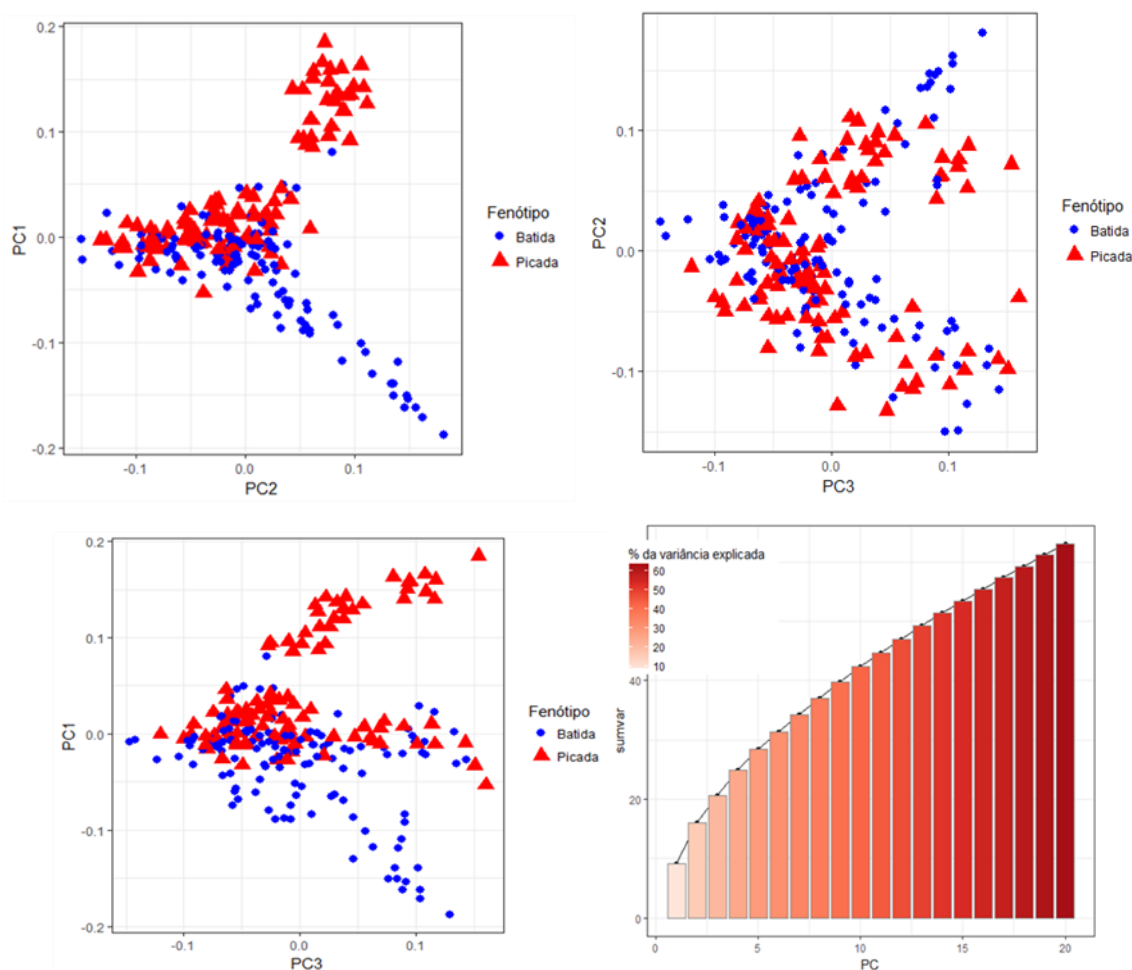 0.2
0.1
0.0
-0.1
-0.2
PC1
-0.1
0.0
0.1
PC2
Fenótipo
Batida
Picada
0.1
0.0
-0.1
PC2
-0.1
0.0
0.1
PC3
Fenótipo
Batida
Picada
0.2
0.1
0.0
-0.1
-0.2
PC1
-0.1
0.0
0.1
PC3
Fenótipo
Batida
Picada
% da variância explicada
60
50
40
30
20
10
40
20
0
sumvar
0
5
10
15
20
PC